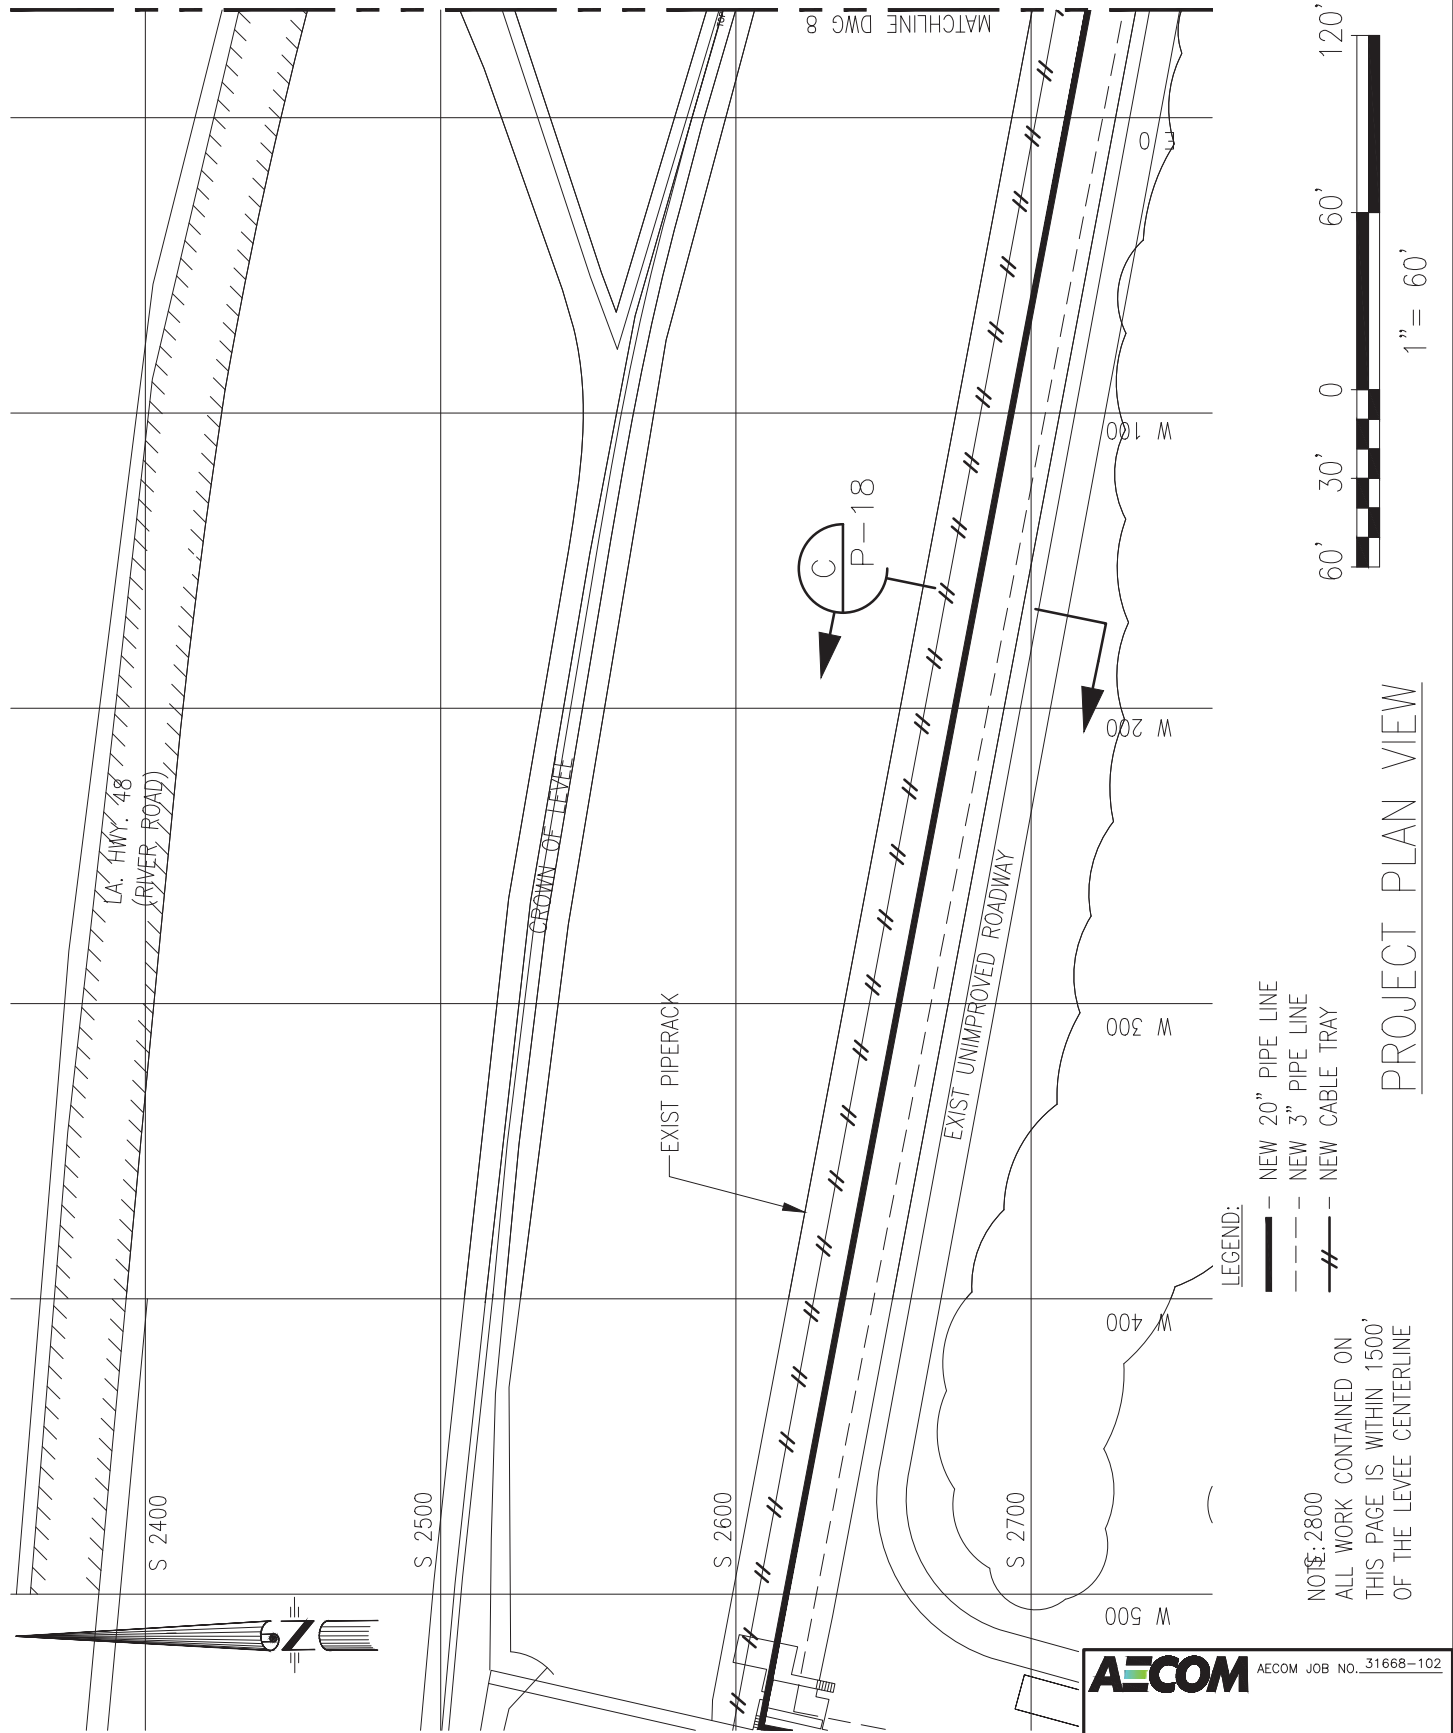 MATCHLINE DWG 8
LA. HWY. 48
(RIVER ROAD)
CROWN OF LEVEL
EXIST PIPERACK
EXIST UNIMPROVED ROADWAY
C
P-18
S 2400
S 2500
S 2600
S 2700
S 2800
E 0
W 100
W 200
W 300
W 400
W 500
N
LEGEND:
- NEW 20" PIPE LINE
- NEW 3" PIPE LINE
- NEW CABLE TRAY
NOTE:
ALL WORK CONTAINED ON
THIS PAGE IS WITHIN 1500'
OF THE LEVEE CENTERLINE
PROJECT PLAN VIEW
60' 30' 0 60' 120'
1"= 60'
AECOM
AECOM JOB NO. 31668-102